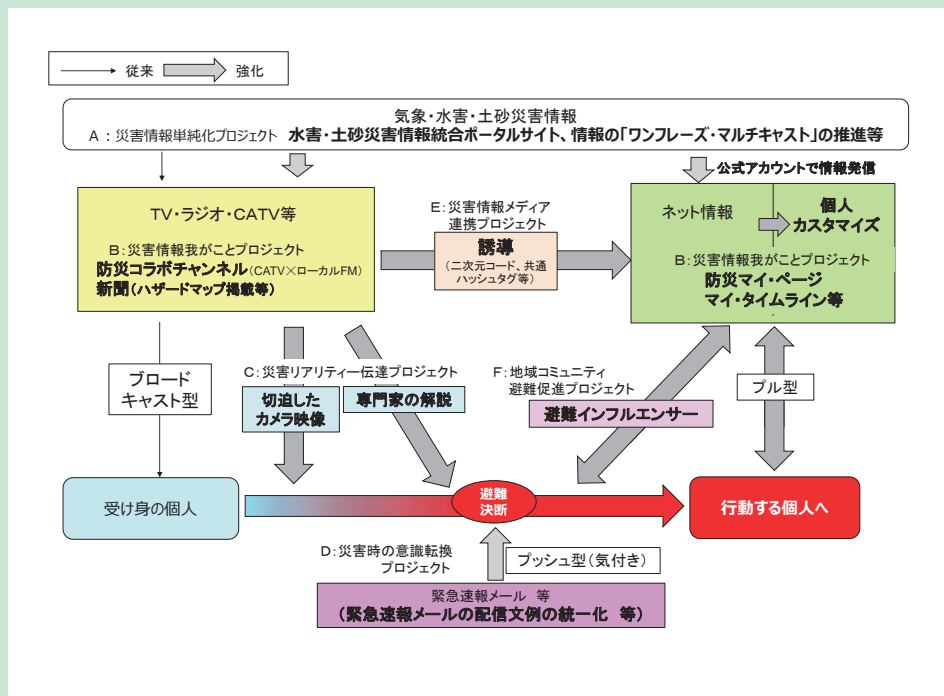 従来
強化
気象・水害・土砂災害情報
A：災害情報単純化プロジェクト 水害・土砂災害情報統合ポータルサイト、情報の「ワンフレーズ・マルチキャスト」の推進等
公式アカウントで情報発信
TV・ラジオ・CATV等
B：災害情報我がことプロジェクト
防災コラボチャンネル(CATV×ローカルFM)
新聞(ハザードマップ掲載等)
E：災害情報メディア
連携プロジェクト
誘導
(二次元コード、共通
ハッシュタグ等)
ネット情報
個人
カスタマイズ
B：災害情報我がことプロジェクト
防災マイ・ページ
マイ・タイムライン等
ブロード
キャスト型
C：災害リアリティー伝達プロジェクト
切迫した
カメラ映像
専門家の解説
F：地域コミュニティ
避難促進プロジェクト
避難インフルエンサー
プル型
受け身の個人
避難
決断
行動する個人へ
D：災害時の意識転換
プロジェクト
プッシュ型(気付き)
緊急速報メール 等
(緊急速報メールの配信文例の統一化 等)